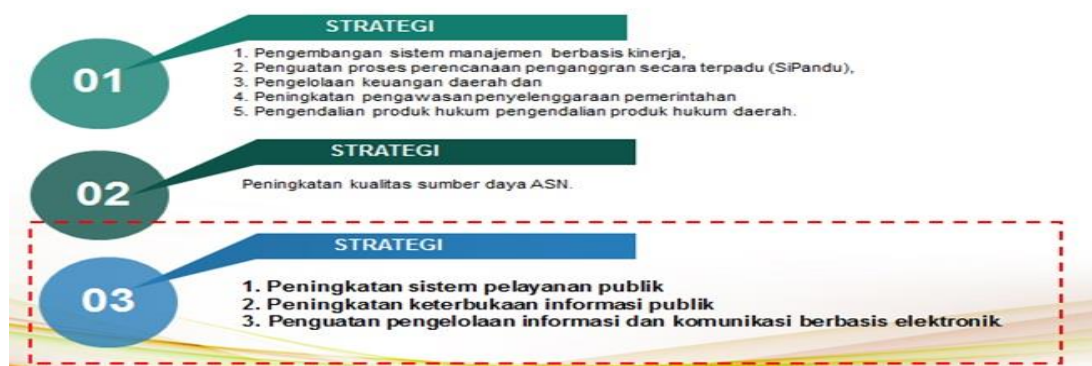 STRATEGI
01
1. Pengembangan sistem manajemen berbasis kinerja,
2. Penguatan proses perencanaan penganggran secara terpadu (SiPandu),
3. Pengelolaan keuangan daerah dan
4. Peningkatan pengawasan penyelenggaraan pemerintahan
5. Pengendalian produk hukum pengendalian produk hukum daerah.
STRATEGI
02
Peningkatan kualitas sumber daya ASN.
STRATEGI
03
1. Peningkatan sistem pelayanan publik
2. Peningkatan keterbukaan informasi publik
3. Penguatan pengelolaan informasi dan komunikasi berbasis elektronik